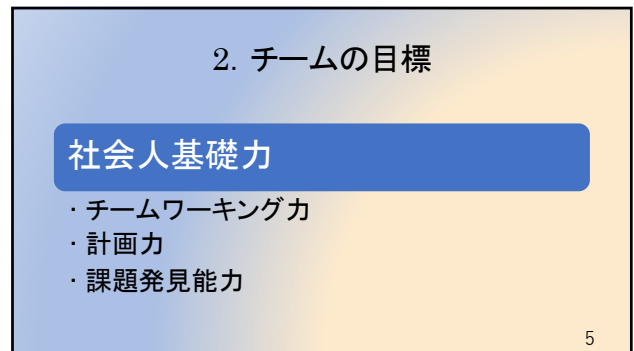 2. チームの目標
社会人基礎力
・チームワーキング力
・計画力
・課題発見能力
5